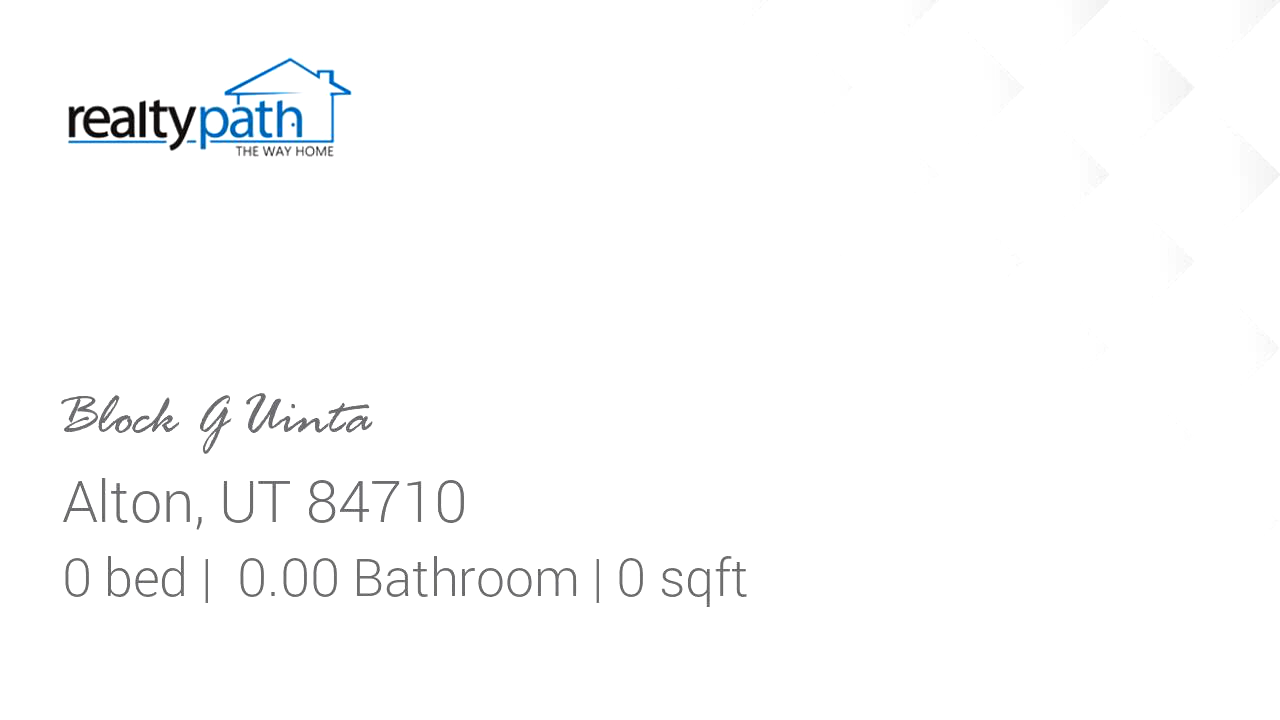 realtypath
THE WAY HOME
Block G Uinta
Alton, UT 84710
0 bed | 0.00 Bathroom | 0 sqft